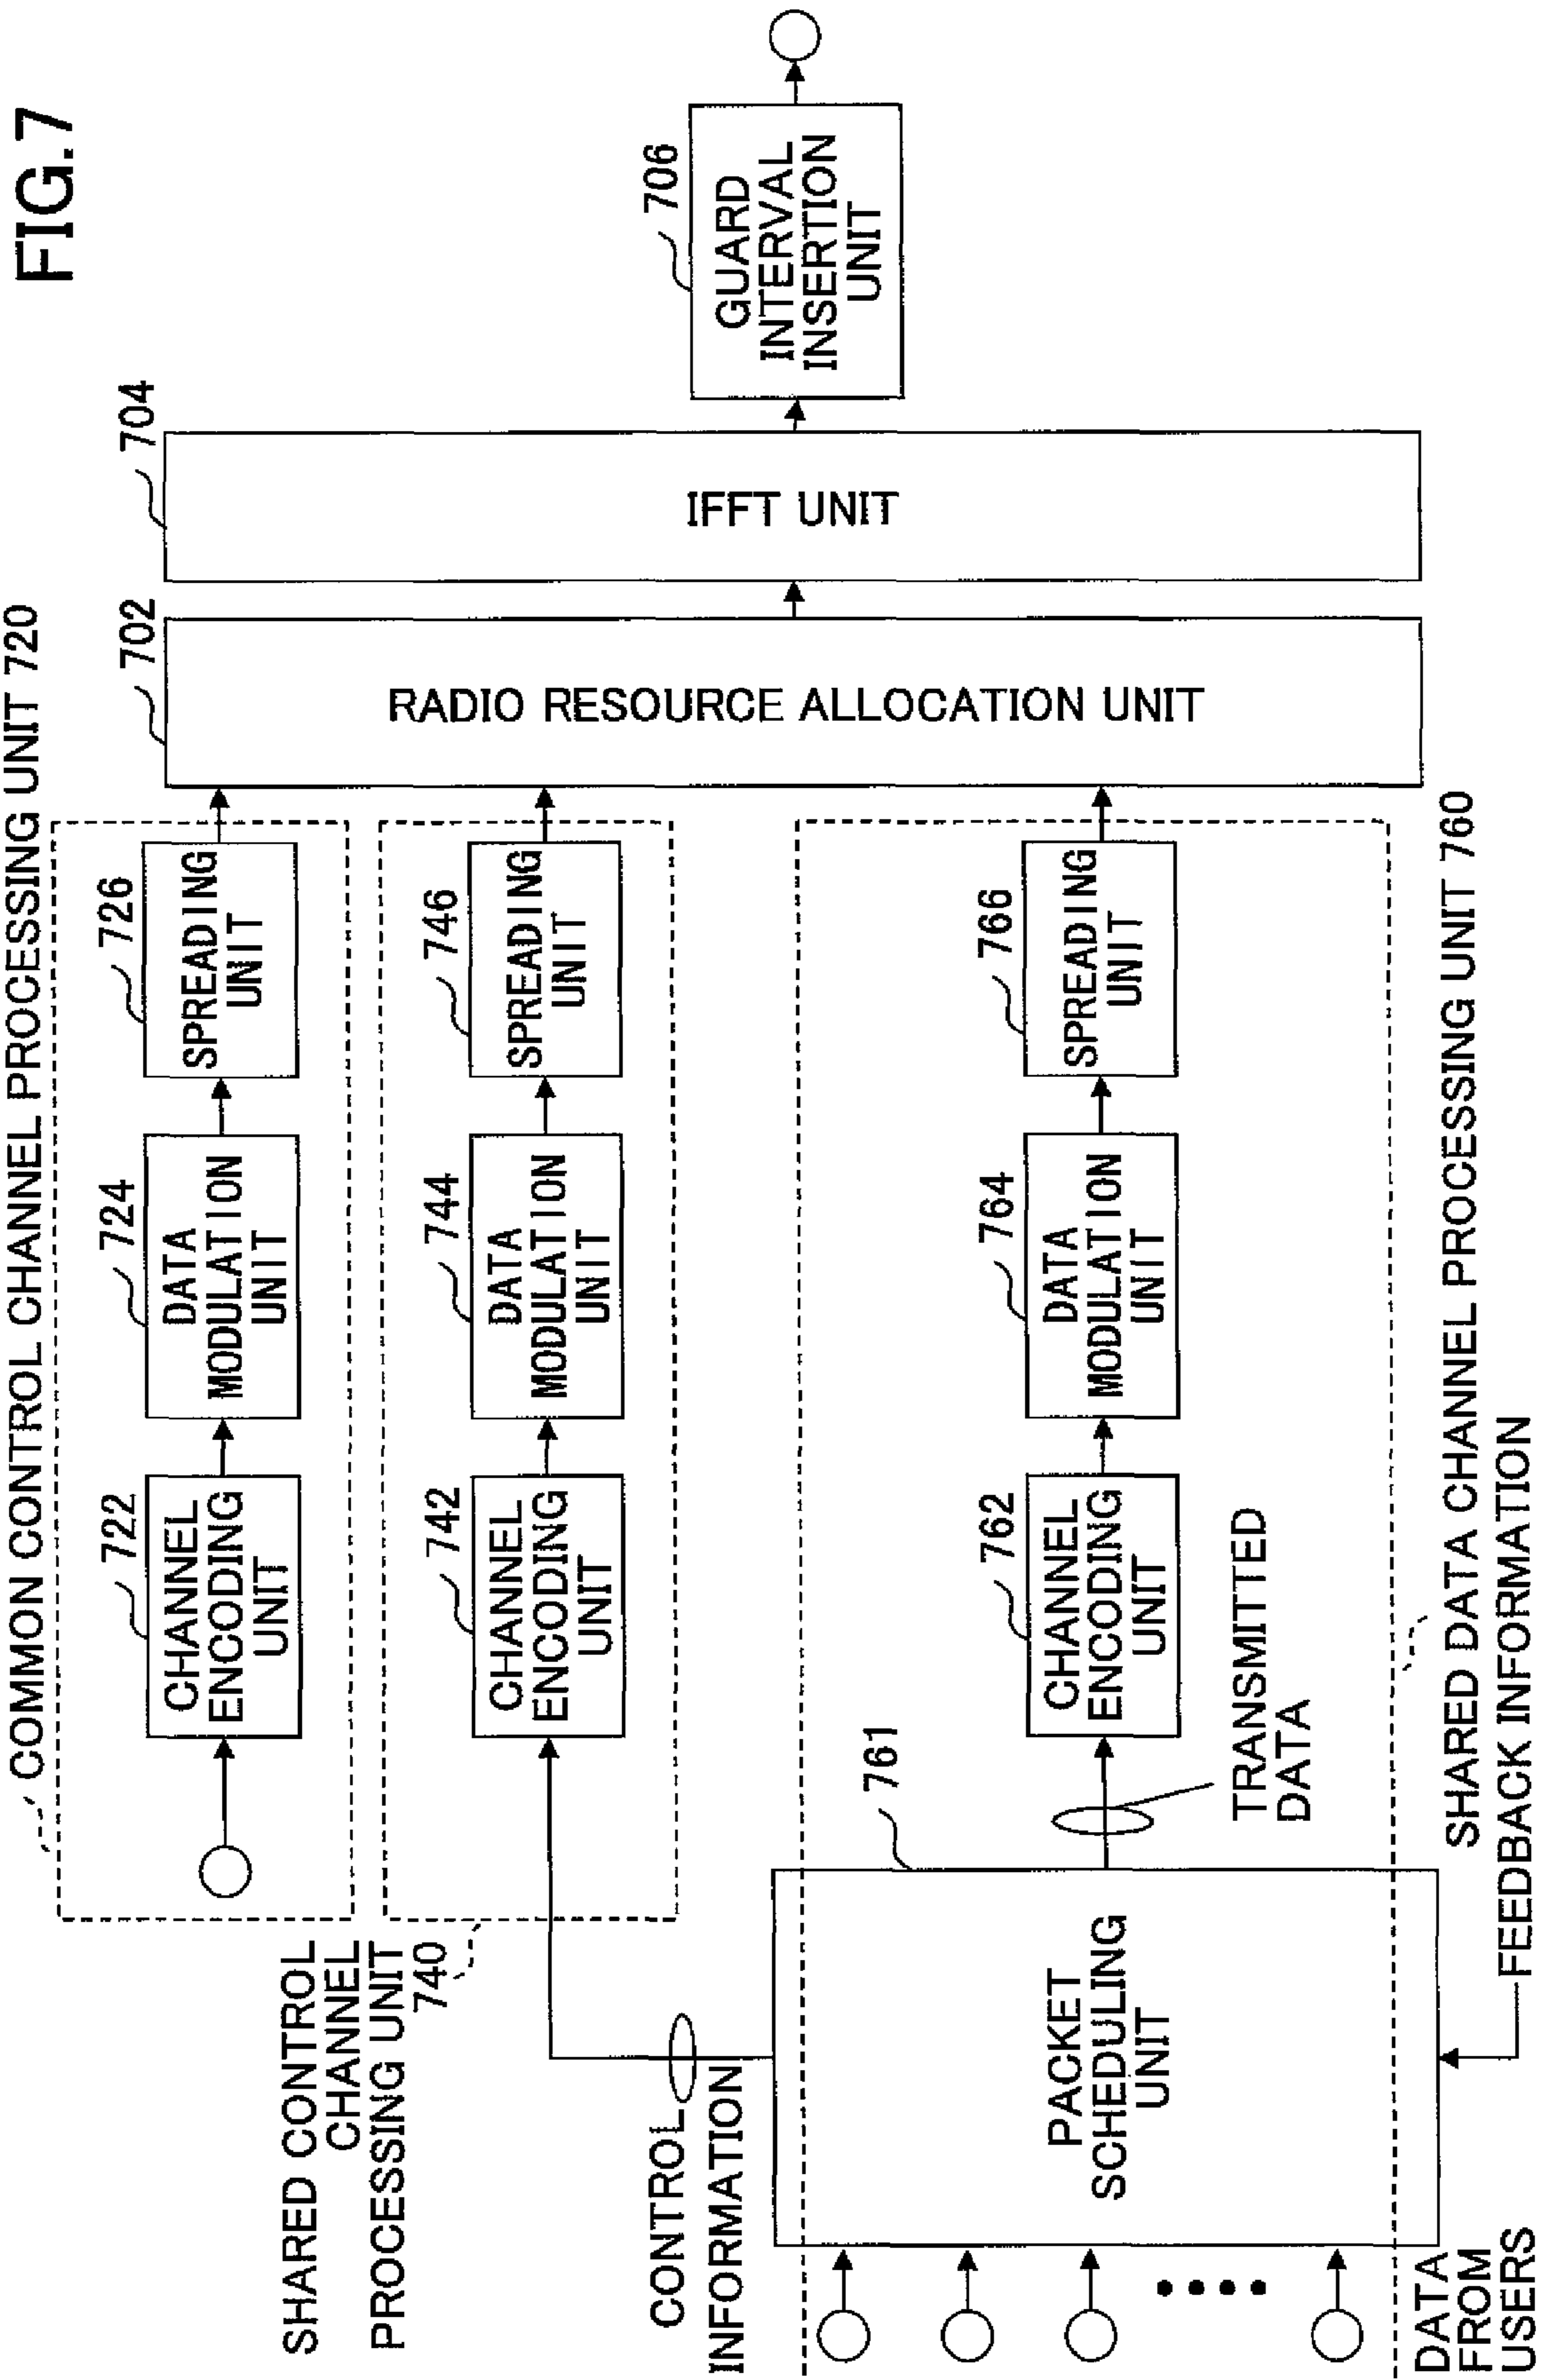 FIG.7
COMMON CONTROL CHANNEL PROCESSING UNIT 720
722
CHANNEL
ENCODING
UNIT
724
DATA
MODULATION
UNIT
726
SPREADING
UNIT
702
RADIO RESOURCE ALLOCATION UNIT
704
IFFT UNIT
706
GUARD
INTERVAL
INSERTION
UNIT
SHARED CONTROL
CHANNEL
PROCESSING UNIT
740
742
CHANNEL
ENCODING
UNIT
744
DATA
MODULATION
UNIT
746
SPREADING
UNIT
CONTROL
INFORMATION
761
PACKET
SCHEDULING
UNIT
TRANSMITTED
DATA
762
CHANNEL
ENCODING
UNIT
764
DATA
MODULATION
UNIT
766
SPREADING
UNIT
DATA
FROM
USERS
SHARED DATA CHANNEL PROCESSING UNIT 760
FEEDBACK INFORMATION